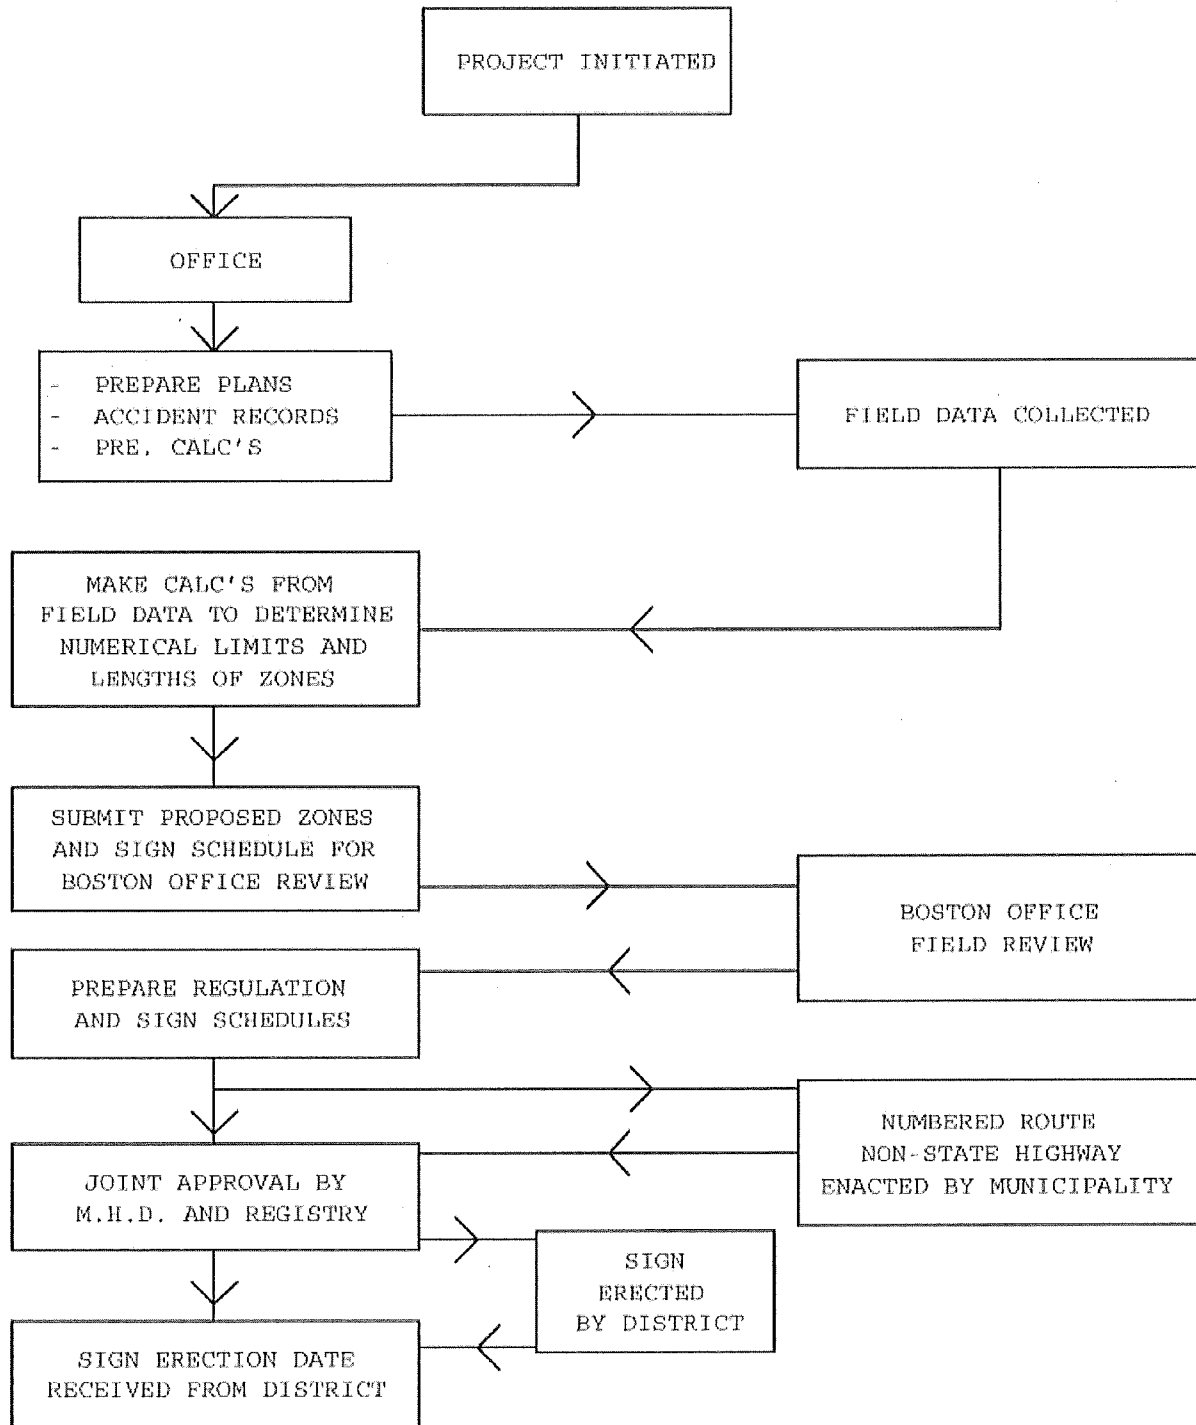 PROJECT INITIATED
OFFICE
- PREPARE PLANS
- ACCIDENT RECORDS
- PRE. CALC'S
FIELD DATA COLLECTED
MAKE CALC'S FROM
FIELD DATA TO DETERMINE
NUMERICAL LIMITS AND
LENGTHS OF ZONES
SUBMIT PROPOSED ZONES
AND SIGN SCHEDULE FOR
BOSTON OFFICE REVIEW
BOSTON OFFICE
FIELD REVIEW
PREPARE REGULATION
AND SIGN SCHEDULES
NUMBERED ROUTE
NON-STATE HIGHWAY
ENACTED BY MUNICIPALITY
JOINT APPROVAL BY
M.H.D. AND REGISTRY
SIGN
ERECTED
BY DISTRICT
SIGN ERECTION DATE
RECEIVED FROM DISTRICT